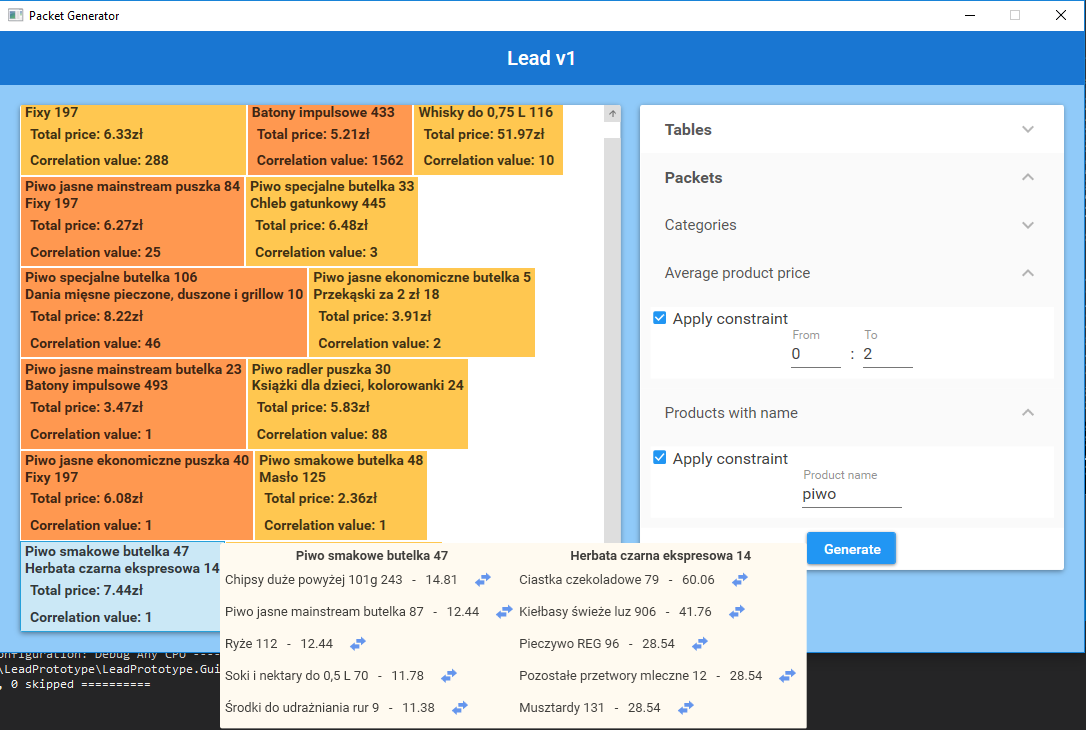 Packet Generator
Lead v1
Fixy 197
Total price: 6.33zł
Correlation value: 288
Batony impulsowe 433
Total price: 5.21zł
Correlation value: 1562
Whisky do 0,75 L 116
Total price: 51.97zł
Correlation value: 10
Piwo jasne mainstream puszka 84
Fixy 197
Total price: 6.27zł
Correlation value: 25
Piwo specjalne butelka 33
Chleb gatunkowy 445
Total price: 6.48zł
Correlation value: 3
Piwo specjalne butelka 106
Dania mięsne pieczone, duszone i grillow 10
Total price: 8.22zł
Correlation value: 46
Piwo jasne ekonomiczne butelka 5
Przekąski za 2 zł 18
Total price: 3.91zł
Correlation value: 2
Piwo jasne mainstream butelka 23
Batony impulsowe 493
Total price: 3.47zł
Correlation value: 1
Piwo radler puszka 30
Książki dla dzieci, kolorowanki 24
Total price: 5.83zł
Correlation value: 88
Piwo jasne ekonomiczne puszka 40
Fixy 197
Total price: 6.08zł
Correlation value: 1
Piwo smakowe butelka 48
Masło 125
Total price: 2.36zł
Correlation value: 1
Piwo smakowe butelka 47
Herbata czarna ekspresowa 14
Total price: 7.44zł
Correlation value: 1
Tables
Packets
Categories
Average product price
Apply constraint
From
To
0 : 2
Products with name
Apply constraint
Product name
piwo
Generate
Piwo smakowe butelka 47
Chipsy duże powyżej 101g 243 - 14.81
Piwo jasne mainstream butelka 87 - 12.44
Ryże 112 - 12.44
Soki i nektary do 0,5 L 70 - 11.78
Środki do udrażniania rur 9 - 11.38
Herbata czarna ekspresowa 14
Ciastka czekoladowe 79 - 60.06
Kiełbasy świeże luz 906 - 41.76
Pieczywo REG 96 - 28.54
Pozostałe przetwory mleczne 12 - 28.54
Musztardy 131 - 28.54
onfiguration: Debug Any CPU ----
\LeadPrototype\LeadPrototype.Gui
, 0 skipped ==========